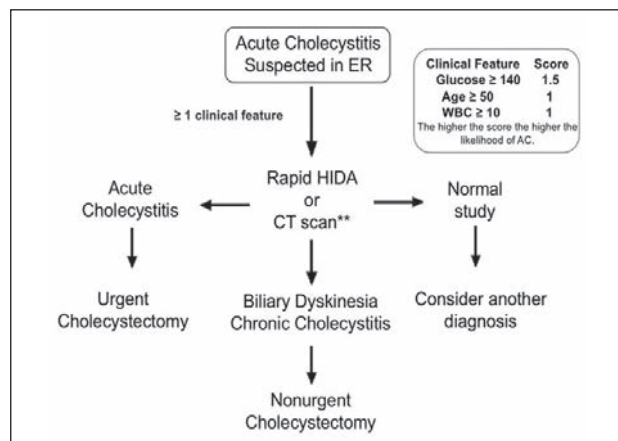 Acute Cholecystitis
Suspected in ER
Clinical Feature Score
Glucose ≥ 140 1.5
Age ≥ 50 1
WBC ≥ 10 1
The higher the score the higher the
likelihood of AC.
≥ 1 clinical feature
Acute
Cholecystitis
Rapid HIDA
or
CT scan**
Normal
study
Urgent
Cholecystectomy
Biliary Dyskinesia
Chronic Cholecystitis
Consider another
diagnosis
Nonurgent
Cholecystectomy